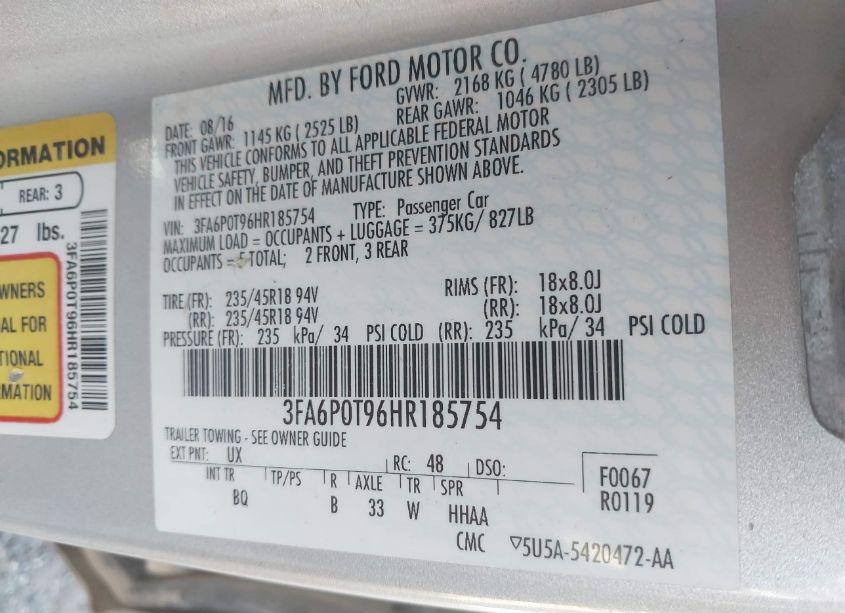 ORMATION
REAR: 3
27 lbs.
3FA6P0T96HR185754
WNERS
AL FOR
TIONAL
RMATION
MFD. BY FORD MOTOR CO.
DATE: 08/16 GVWR: 2168 KG ( 4780 LB)
FRONT GAWR: 1145 KG ( 2525 LB) REAR GAWR: 1046 KG ( 2305 LB)
THIS VEHICLE CONFORMS TO ALL APPLICABLE FEDERAL MOTOR
VEHICLE SAFETY, BUMPER, AND THEFT PREVENTION STANDARDS
IN EFFECT ON THE DATE OF MANUFACTURE SHOWN ABOVE.
VIN: 3FA6P0T96HR185754 TYPE: Passenger Car
MAXIMUM LOAD = OCCUPANTS + LUGGAGE = 375KG/ 827LB
OCCUPANTS = 5 TOTAL; 2 FRONT, 3 REAR
TIRE (FR): 235/45R18 94V RIMS (FR): 18x8.0J
(RR): 235/45R18 94V (RR): 18x8.0J
PRESSURE (FR): 235 kPa/ 34 PSI COLD (RR): 235 kPa/ 34 PSI COLD
3FA6P0T96HR185754
TRAILER TOWING - SEE OWNER GUIDE
EXT PNT: UX RC: 48 DSO: F0067
INT TR TP/PS R AXLE TR SPR R0119
BQ B 33 W HHAA
CMC ▽5U5A-5420472-AA